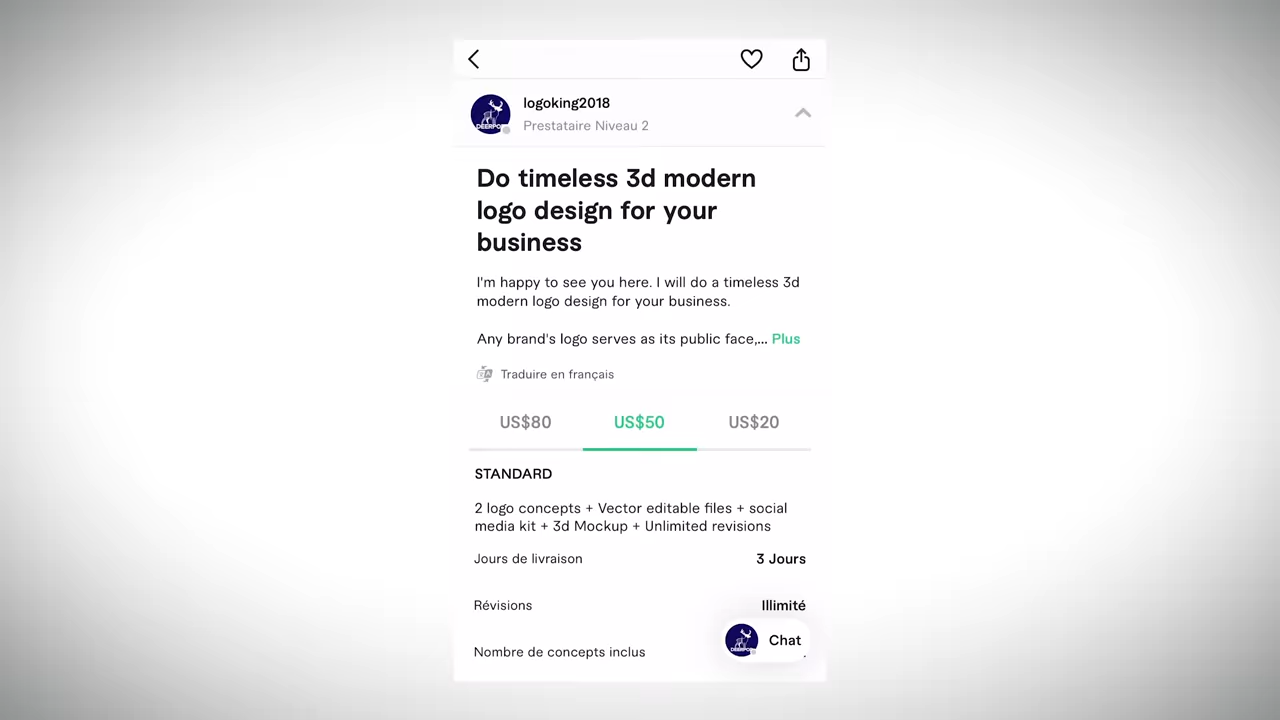 logoking2018
Prestataire Niveau 2
Do timeless 3d modern
logo design for your
business
I'm happy to see you here. I will do a timeless 3d
modern logo design for your business.
Any brand's logo serves as its public face,... Plus
Traduire en français
US$80 US$50 US$20
STANDARD
2 logo concepts + Vector editable files + social
media kit + 3d Mockup + Unlimited revisions
Jours de livraison 3 Jours
Révisions Illimité
Nombre de concepts inclus
Chat